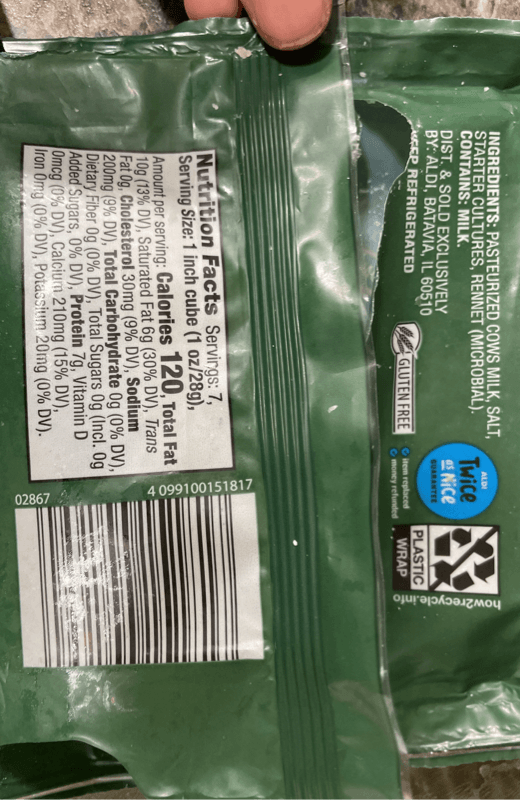 INGREDIENTS: PASTEURIZED COWS MILK, SALT,
STARTER CULTURES, RENNET (MICROBIAL).
CONTAINS: MILK.
DIST. & SOLD EXCLUSIVELY
BY: ALDI, BATAVIA, IL 60510
KEEP REFRIGERATED
GLUTEN FREE
ALDI
Twice
as Nice
GUARANTEE
item replaced
money refunded
PLASTIC
WRAP
how2recycle.info
Nutrition Facts Servings: 7,
Serving Size: 1 inch cube (1 oz/28g),
Amount per serving: Calories 120, Total Fat
10g (13% DV), Saturated Fat 6g (30% DV), Trans
Fat 0g, Cholesterol 30mg (9% DV), Sodium
200mg (9% DV), Total Carbohydrate 0g (0% DV),
Dietary Fiber 0g (0% DV), Total Sugars 0g (Incl. 0g
Added Sugars, 0% DV), Protein 7g, Vitamin D
0mcg (0% DV), Calcium 210mg (15% DV),
Iron 0mg (0% DV), Potassium 20mg (0% DV).
4 099100151817
02867